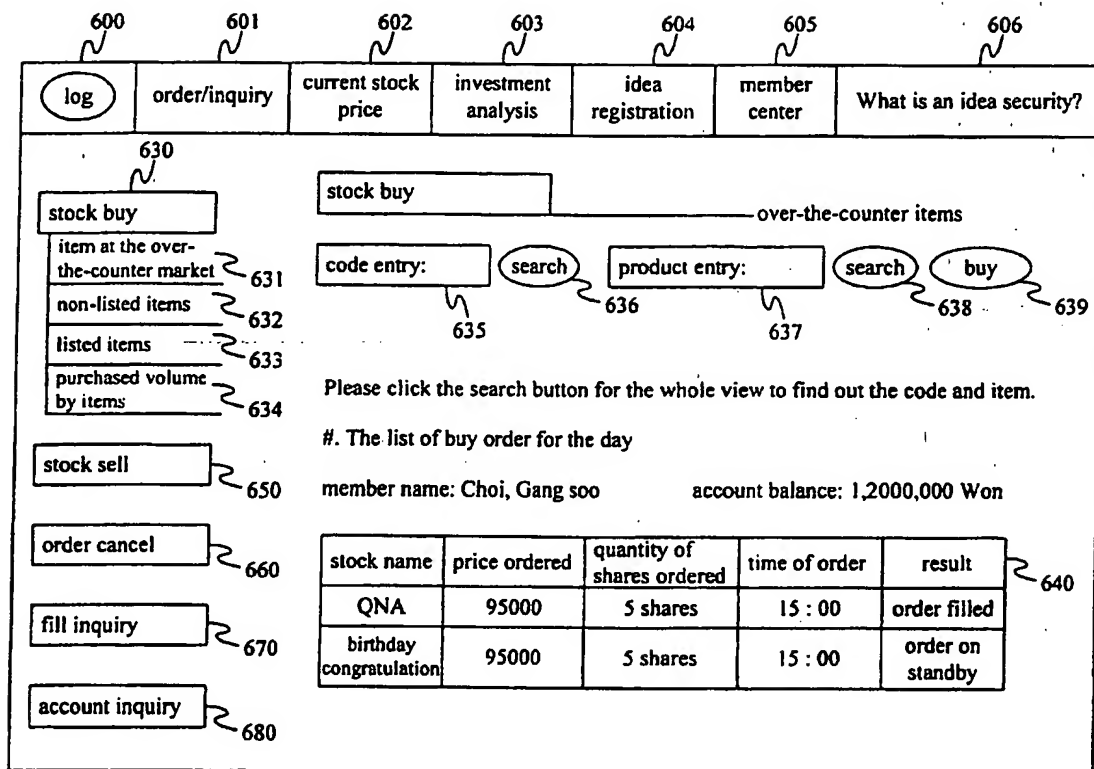 600
601
602
603
604
605
606
log
order/inquiry
current stock
price
investment
analysis
idea
registration
member
center
What is an idea security?
630
stock buy
item at the over-
the-counter market
631
non-listed items
632
listed items
633
purchased volume
by items
634
stock sell
650
order cancel
660
fill inquiry
670
account inquiry
680
stock buy
over-the-counter items
code entry:
search
product entry:
search
buy
635
636
637
638
639
Please click the search button for the whole view to find out the code and item.
#. The list of buy order for the day
member name: Choi, Gang soo
account balance: 1,2000,000 Won
stock name
price ordered
quantity of
shares ordered
time of order
result
640
QNA
95000
5 shares
15 : 00
order filled
birthday
congratulation
95000
5 shares
15 : 00
order on
standby